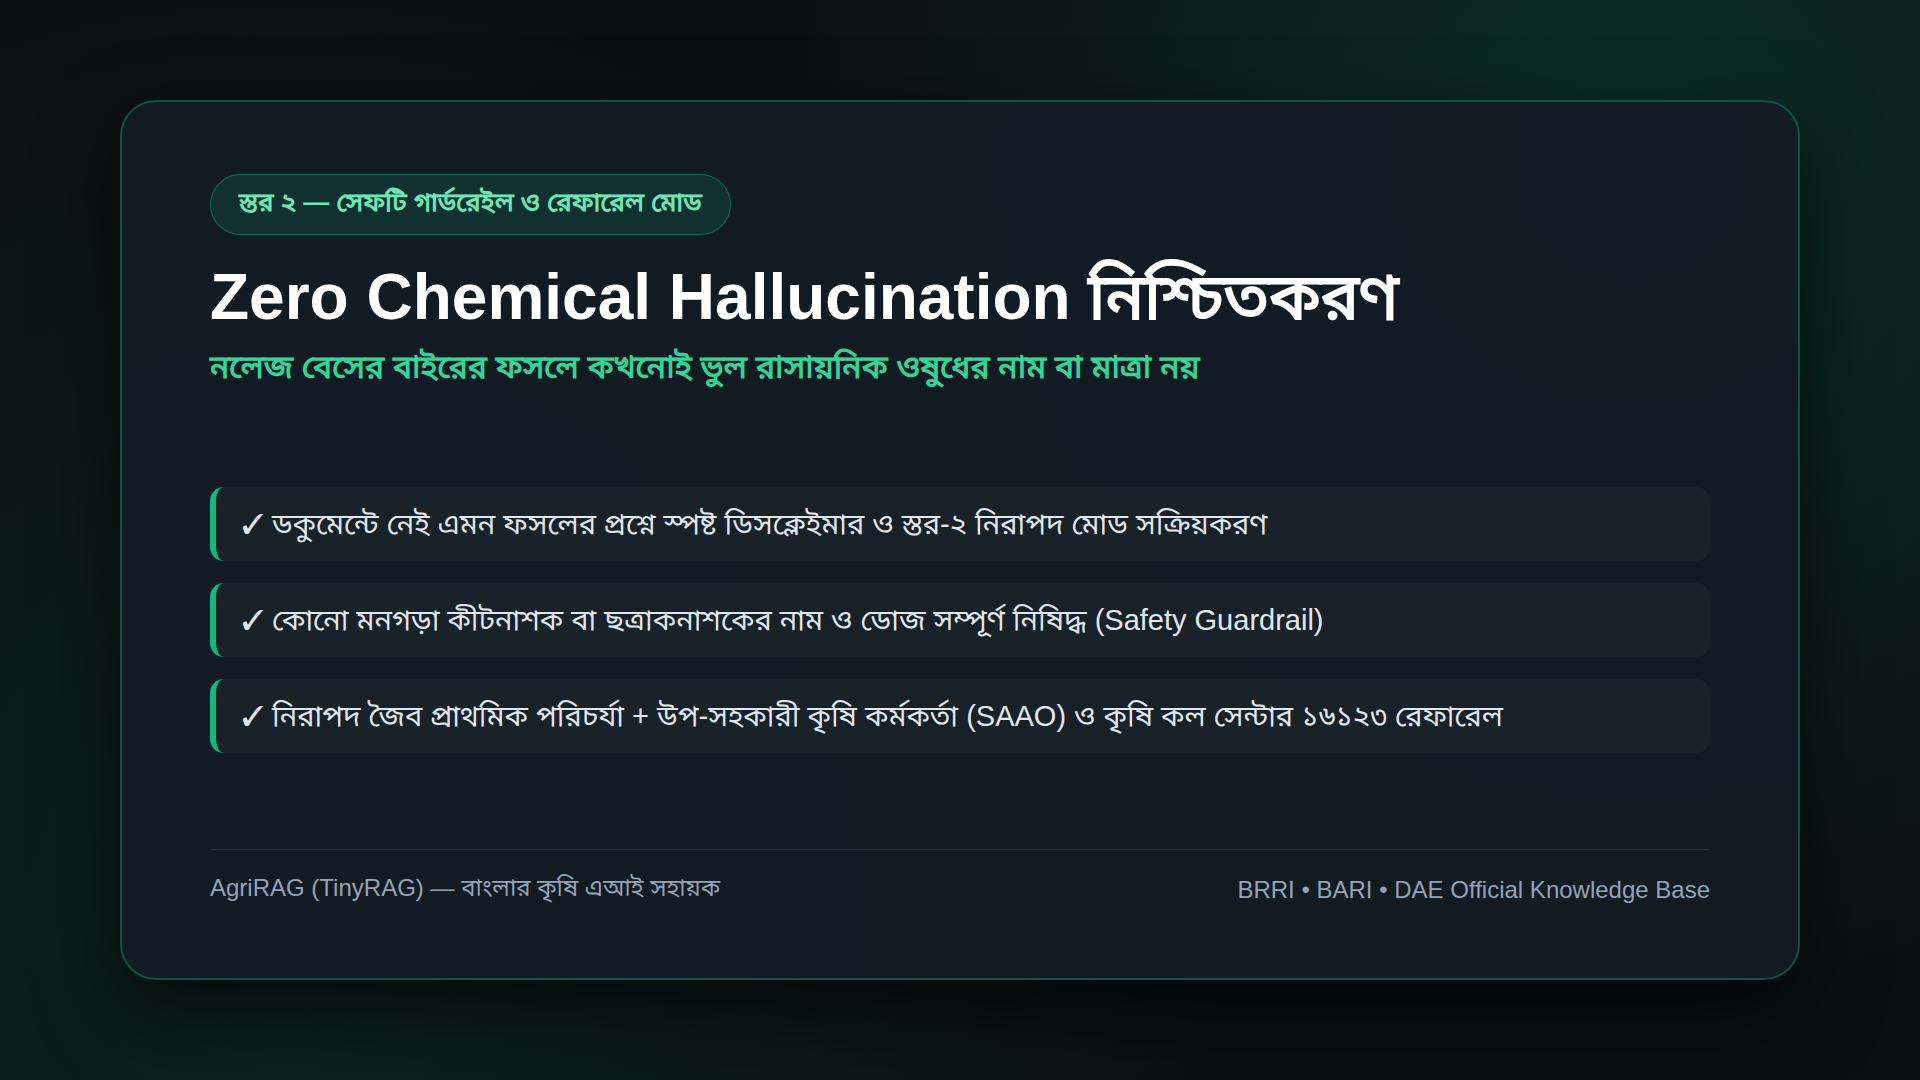 স্তর ২ — সেফটি গার্ডরেইল ও রেফারেল মোড
Zero Chemical Hallucination নিশ্চিতকরণ
নলেজ বেসের বাইরের ফসলে কখনোই ভুল রাসায়নিক ওষুধের নাম বা মাত্রা নয়
✓ ডকুমেন্টে নেই এমন ফসলের প্রশ্নে স্পষ্ট ডিসক্লেইমার ও স্তর-২ নিরাপদ মোড সক্রিয়করণ
✓ কোনো মনগড়া কীটনাশক বা ছত্রাকনাশকের নাম ও ডোজ সম্পূর্ণ নিষিদ্ধ (Safety Guardrail)
✓ নিরাপদ জৈব প্রাথমিক পরিচর্যা + উপ-সহকারী কৃষি কর্মকর্তা (SAAO) ও কৃষি কল সেন্টার ১৬১২৩ রেফারেল
AgriRAG (TinyRAG) — বাংলার কৃষি এআই সহায়ক
BRRI • BARI • DAE Official Knowledge Base